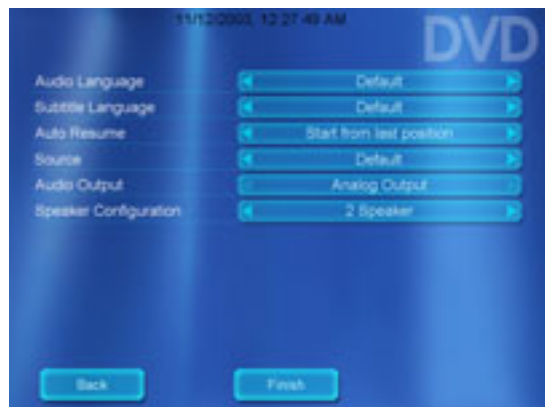 11/12/2003, 12:27:49 AM
DVD
Audio Language Default
Subtitle Language Default
Auto Resume Start from last position
Source Default
Audio Output Analog Output
Speaker Configuration 2 Speaker
Back Finish